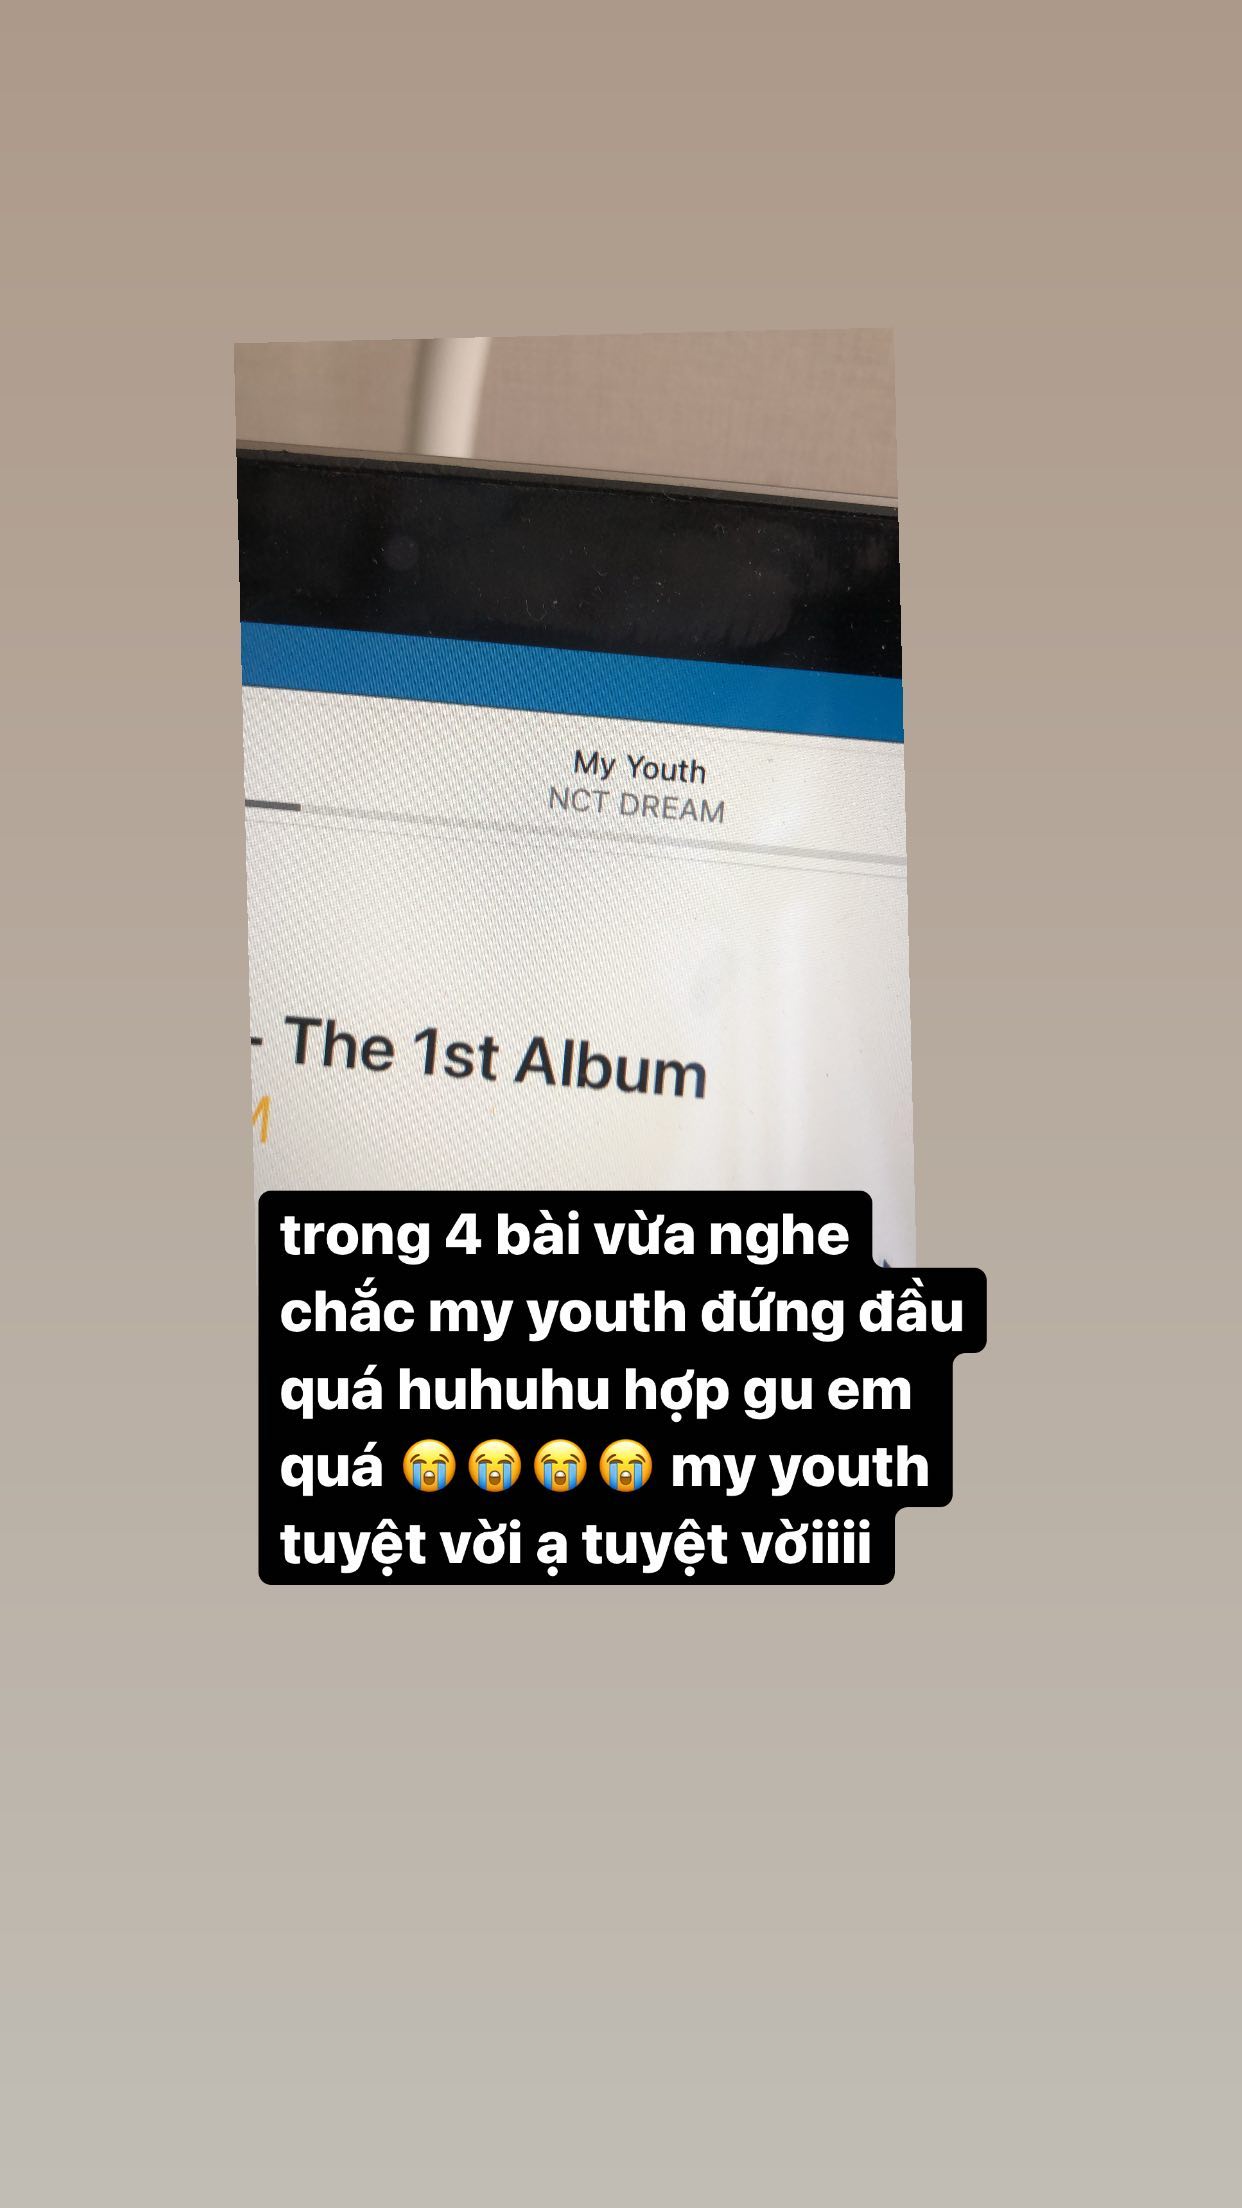 My Youth
NCT DREAM
- The 1st Album
M
trong 4 bài vừa nghe
chắc my youth đứng đầu
quá huhuhu hợp gu em
quá 😭😭😭😭 my youth
tuyệt vời ạ tuyệt vờiiii